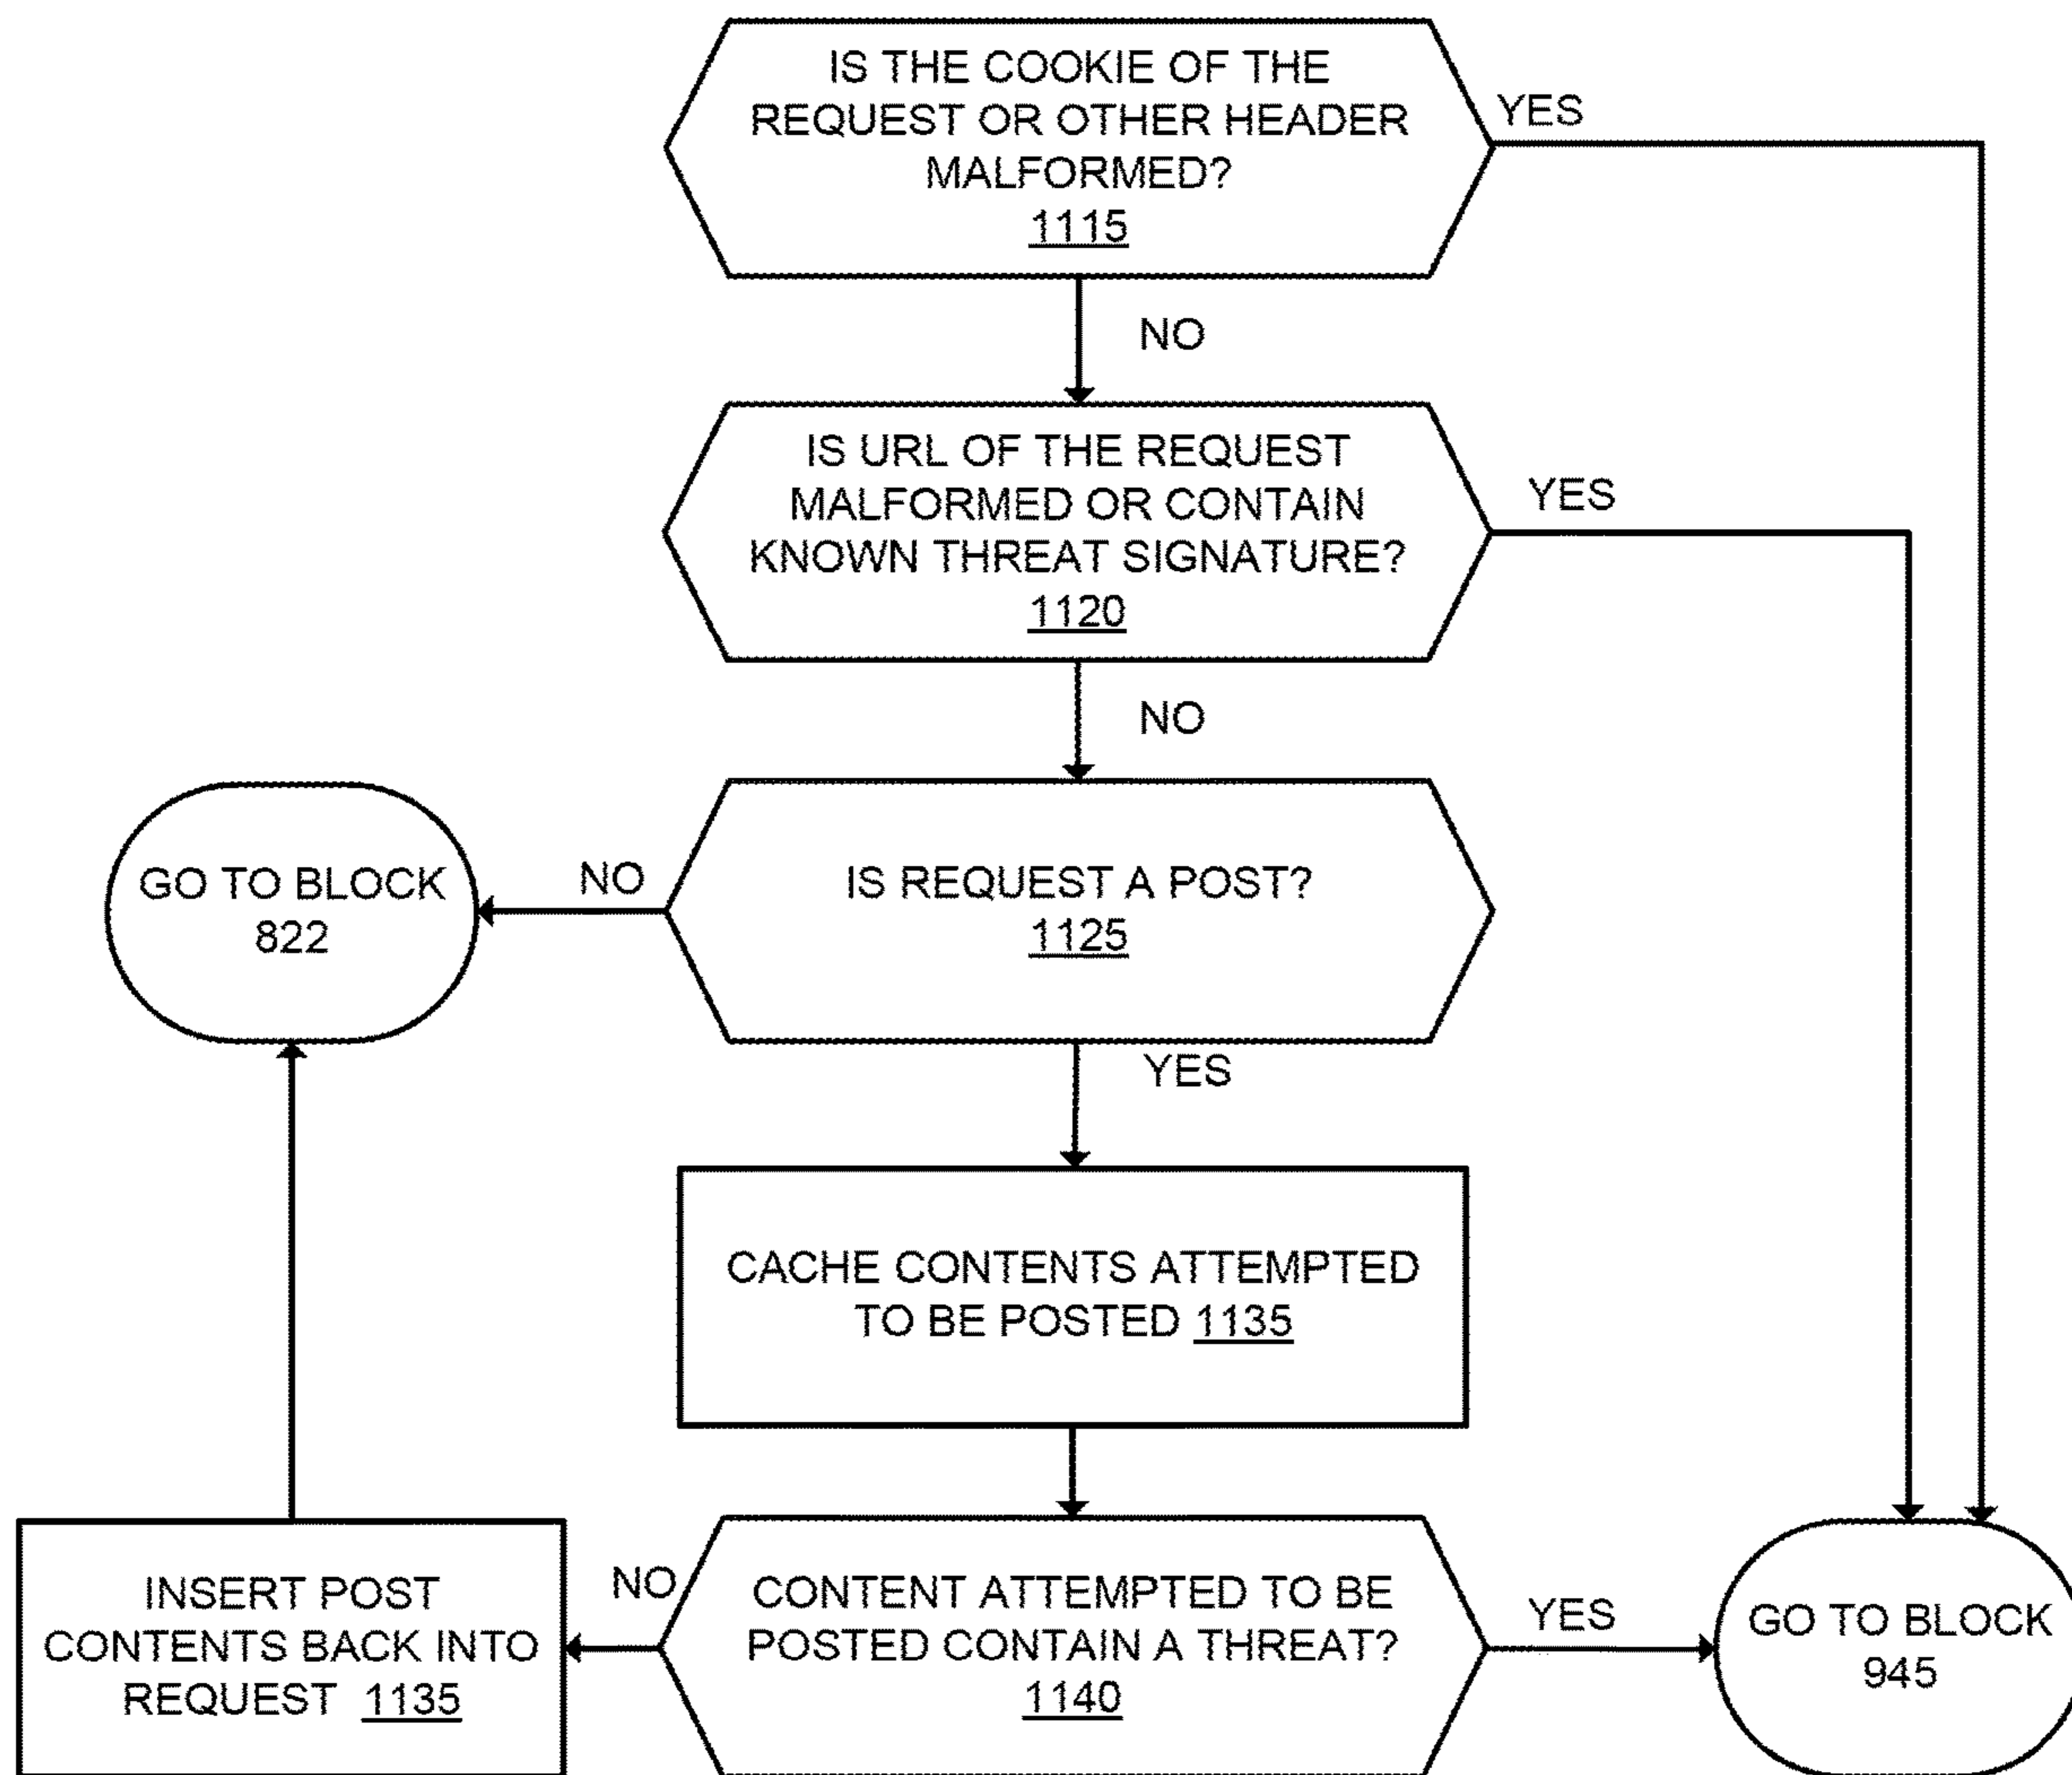 IS THE COOKIE OF THE
REQUEST OR OTHER HEADER
MALFORMED?
1115
YES
NO
IS URL OF THE REQUEST
MALFORMED OR CONTAIN
KNOWN THREAT SIGNATURE?
1120
YES
NO
GO TO BLOCK
822
NO
IS REQUEST A POST?
1125
YES
CACHE CONTENTS ATTEMPTED
TO BE POSTED 1135
INSERT POST
CONTENTS BACK INTO
REQUEST 1135
NO
CONTENT ATTEMPTED TO BE
POSTED CONTAIN A THREAT?
1140
YES
GO TO BLOCK
945